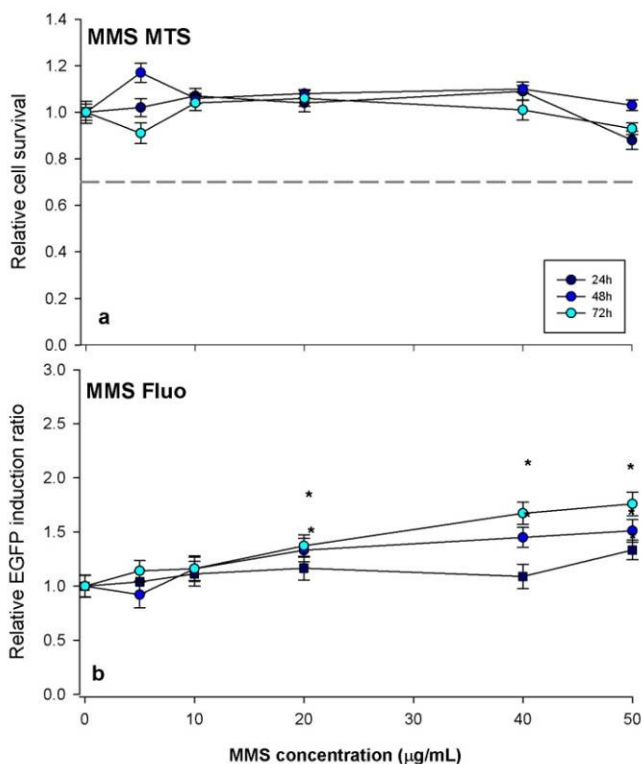 MMS MTS
Relative cell survival
1.4
1.2
1.0
0.8
0.6
0.4
0.2
0.0
a
24h
48h
72h
MMS Fluo
Relative EGFP induction ratio
3.0
2.5
2.0
1.5
1.0
0.5
0.0
*
*
*
*
*
*
*
b
0
10
20
30
40
50
MMS concentration (µg/mL)